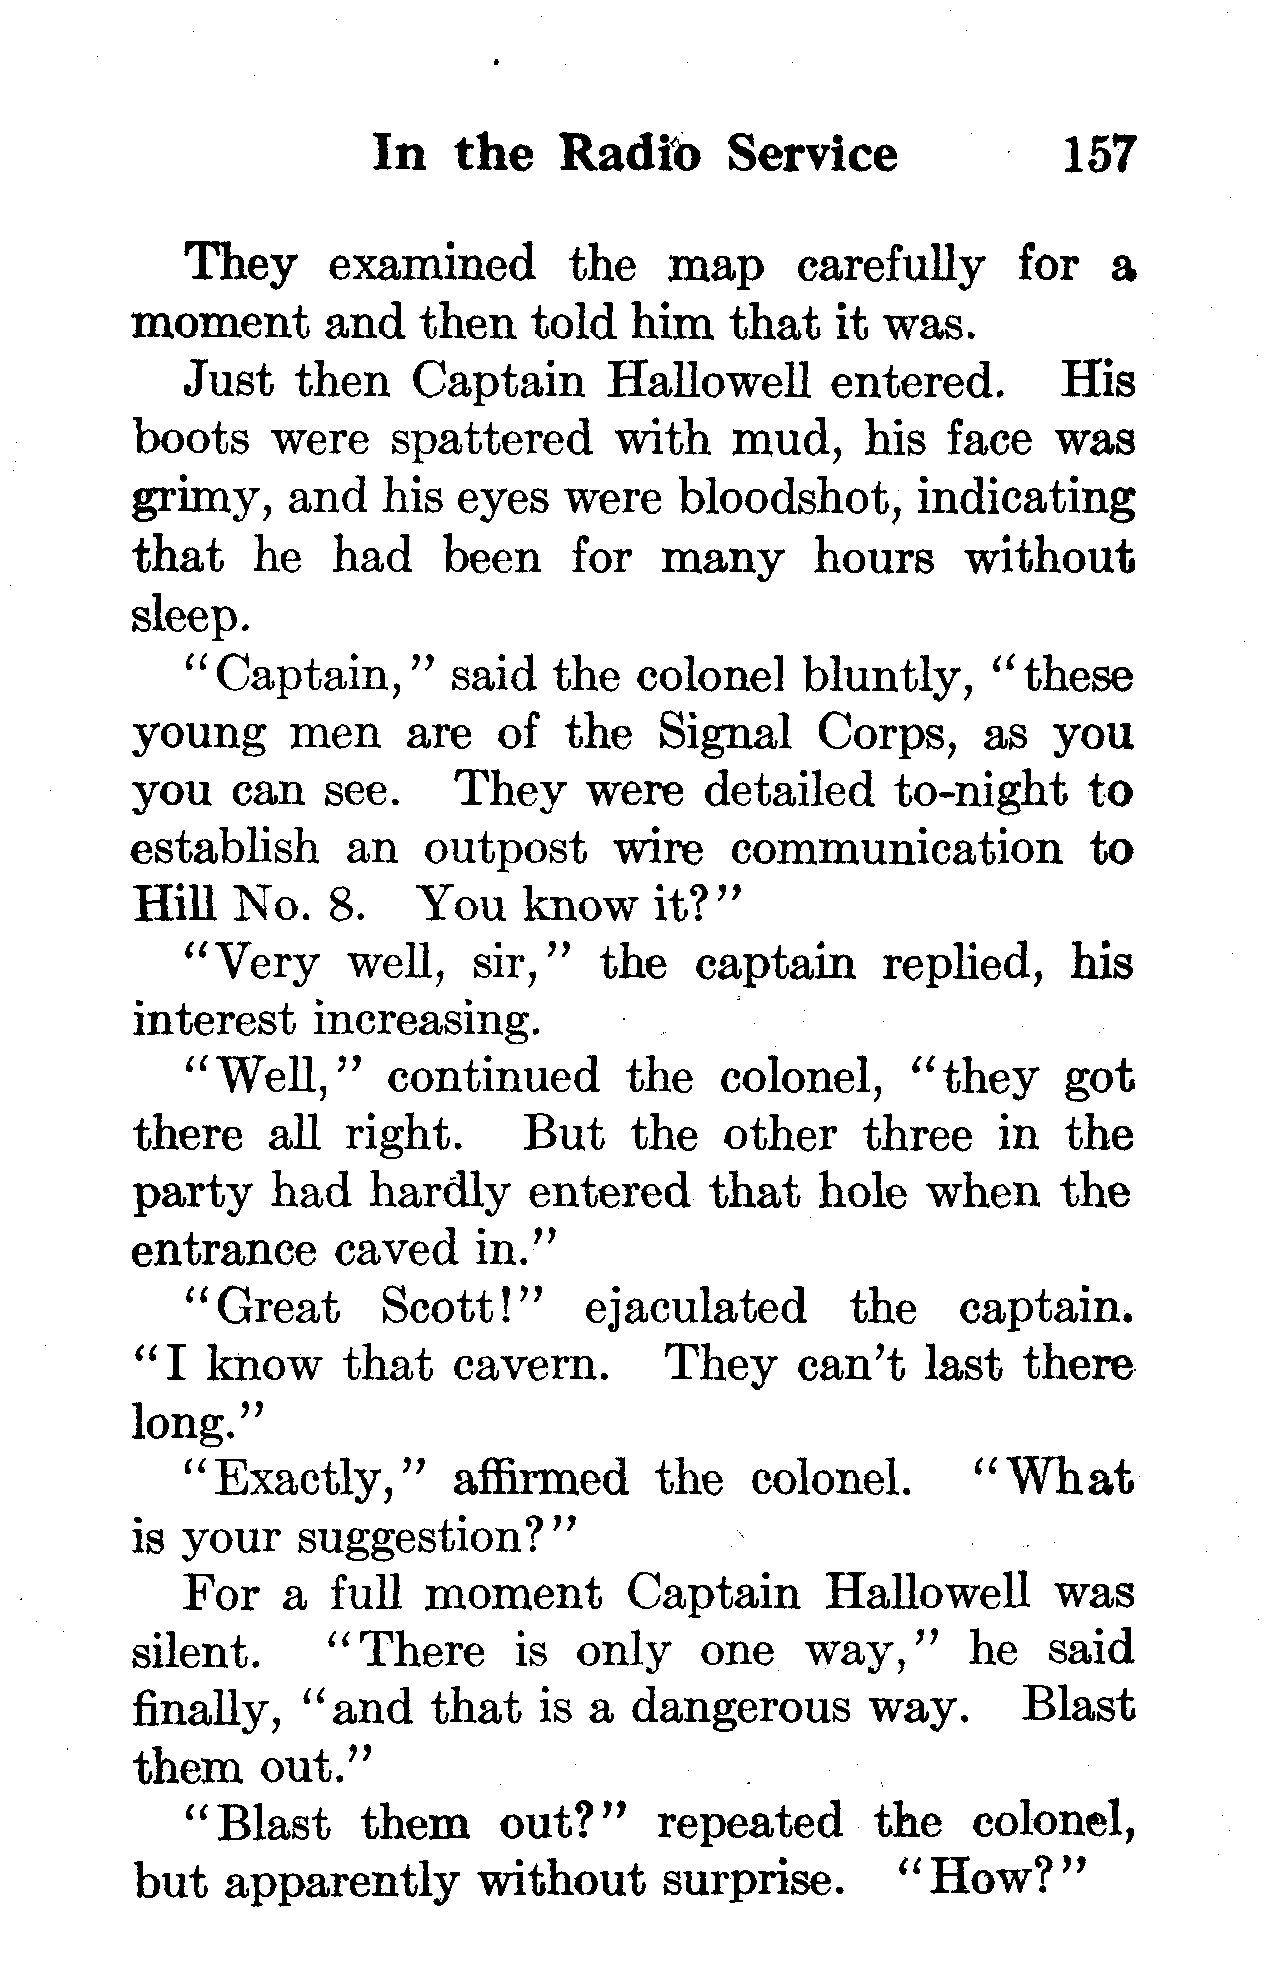 In the Radio Service 157
They examined the map carefully for a
moment and then told him that it was.
Just then Captain Hallowell entered. His
boots were spattered with mud, his face was
grimy, and his eyes were bloodshot, indicating
that he had been for many hours without
sleep.
"Captain," said the colonel bluntly, "these
young men are of the Signal Corps, as you
you can see. They were detailed to-night to
establish an outpost wire communication to
Hill No. 8. You know it?"
"Very well, sir," the captain replied, his
interest increasing.
"Well," continued the colonel, "they got
there all right. But the other three in the
party had hardly entered that hole when the
entrance caved in."
"Great Scott!" ejaculated the captain.
"I know that cavern. They can't last there
long."
"Exactly," affirmed the colonel. "What
is your suggestion?"
For a full moment Captain Hallowell was
silent. "There is only one way," he said
finally, "and that is a dangerous way. Blast
them out."
"Blast them out?" repeated the colonel,
but apparently without surprise. "How?"